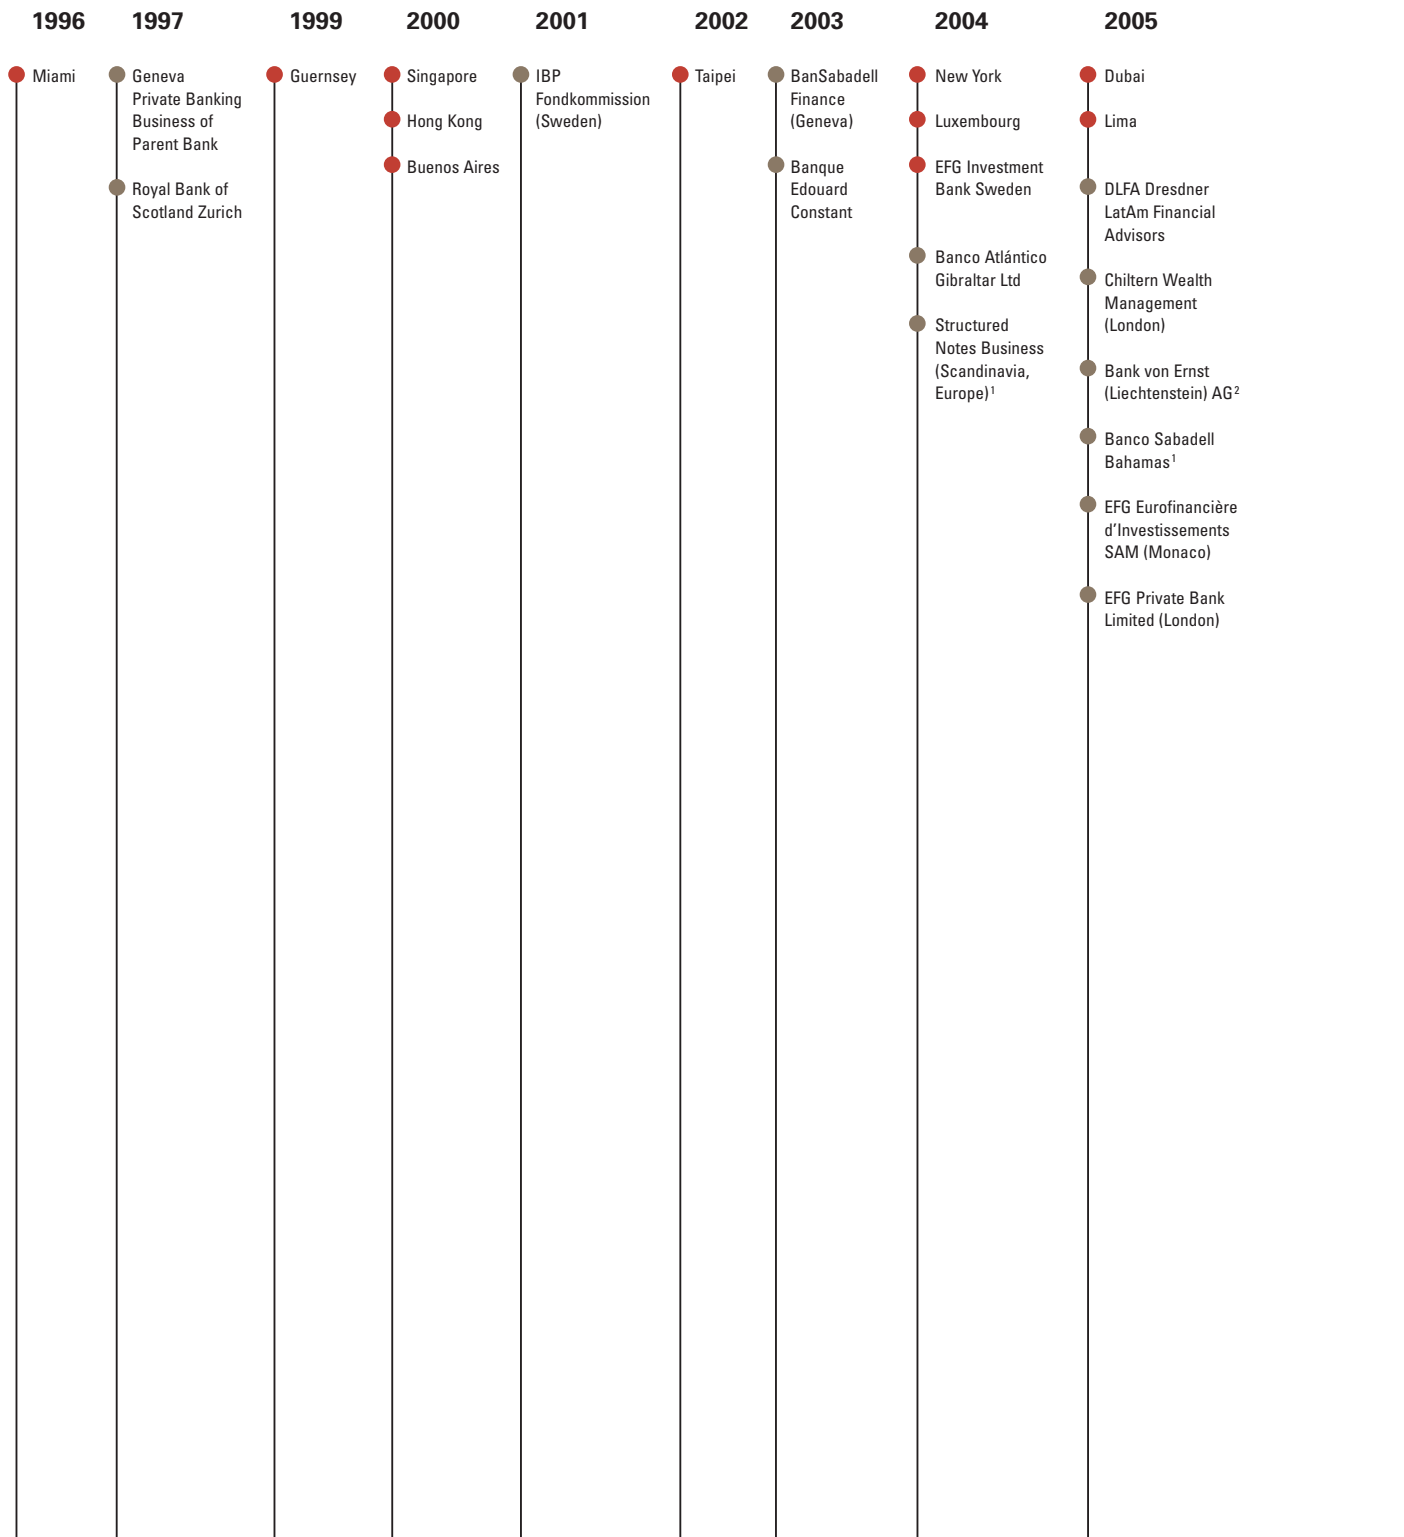 1996
Miami
1997
Geneva
Private Banking
Business of
Parent Bank
Royal Bank of
Scotland Zurich
1999
Guernsey
2000
Singapore
Hong Kong
Buenos Aires
2001
IBP
Fondkommission
(Sweden)
2002
Taipei
2003
BanSabadell
Finance
(Geneva)
Banque
Edouard
Constant
2004
New York
Luxembourg
EFG Investment
Bank Sweden
Banco Atlántico
Gibraltar Ltd
Structured
Notes Business
(Scandinavia,
Europe)¹
2005
Dubai
Lima
DLFA Dresdner
LatAm Financial
Advisors
Chiltern Wealth
Management
(London)
Bank von Ernst
(Liechtenstein) AG²
Banco Sabadell
Bahamas¹
EFG Eurofinancière
d’Investissements
SAM (Monaco)
EFG Private Bank
Limited (London)